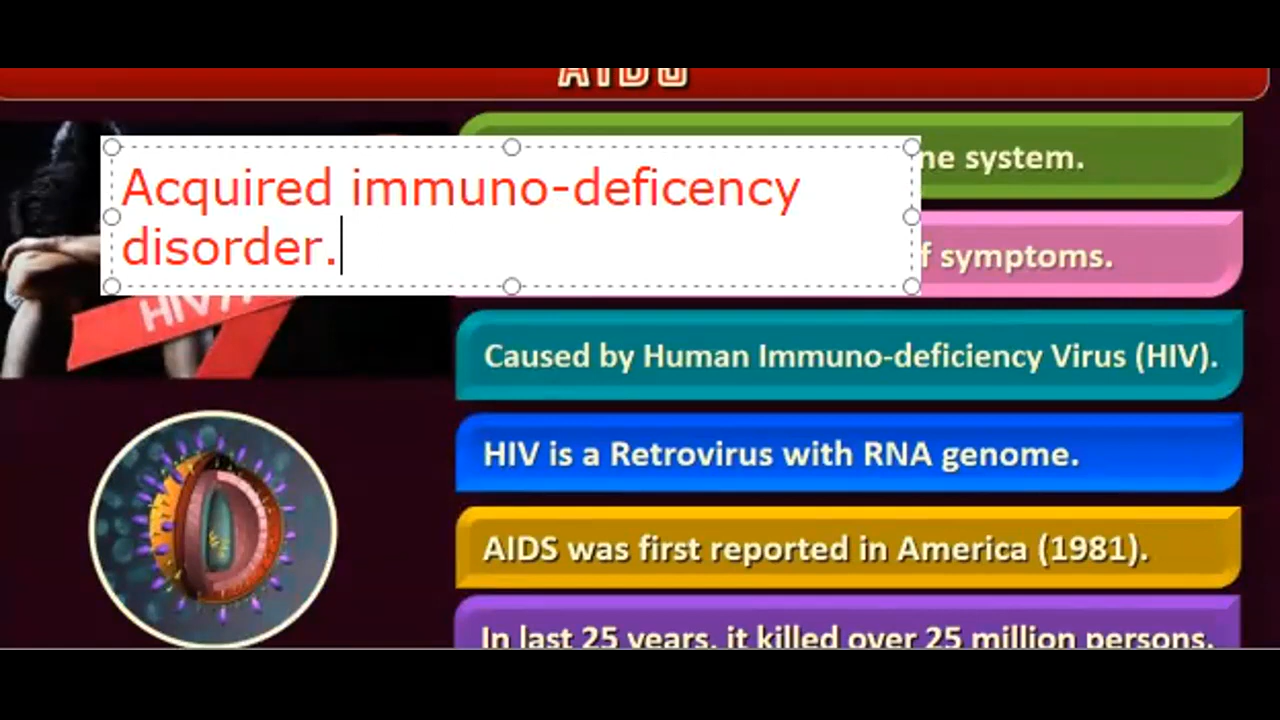 AIDS
Acquired immuno-deficency
disorder.
system.
symptoms.
HIV
Caused by Human Immuno-deficiency Virus (HIV).
HIV is a Retrovirus with RNA genome.
AIDS was first reported in America (1981).
In last 25 years, it killed over 25 million persons.